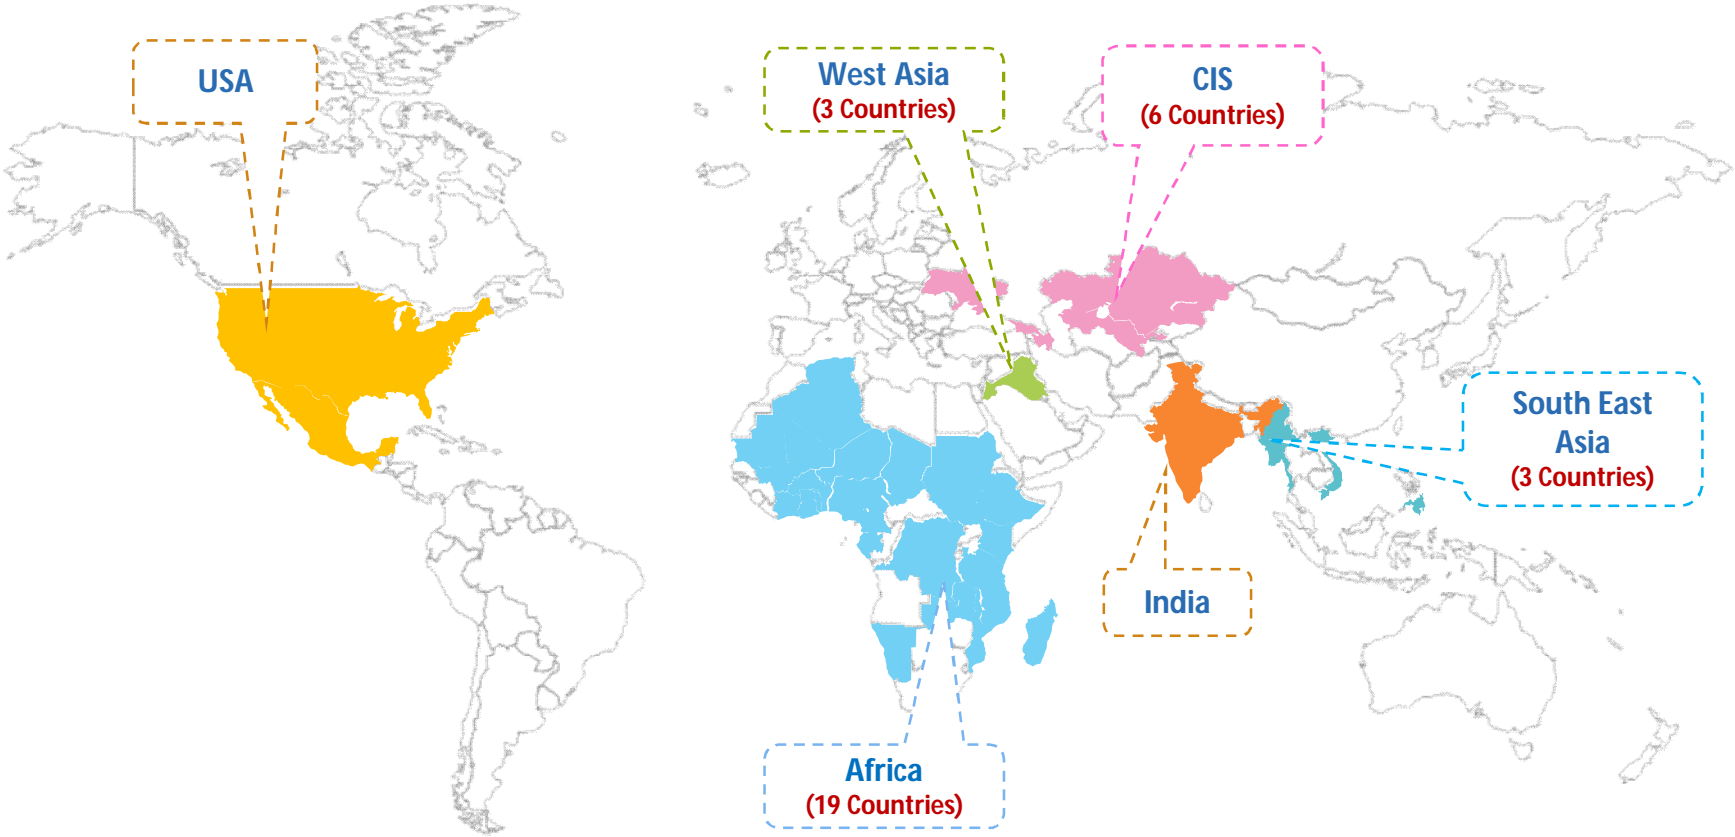 USA
West Asia
(3 Countries)
CIS
(6 Countries)
South East
Asia
(3 Countries)
India
Africa
(19 Countries)